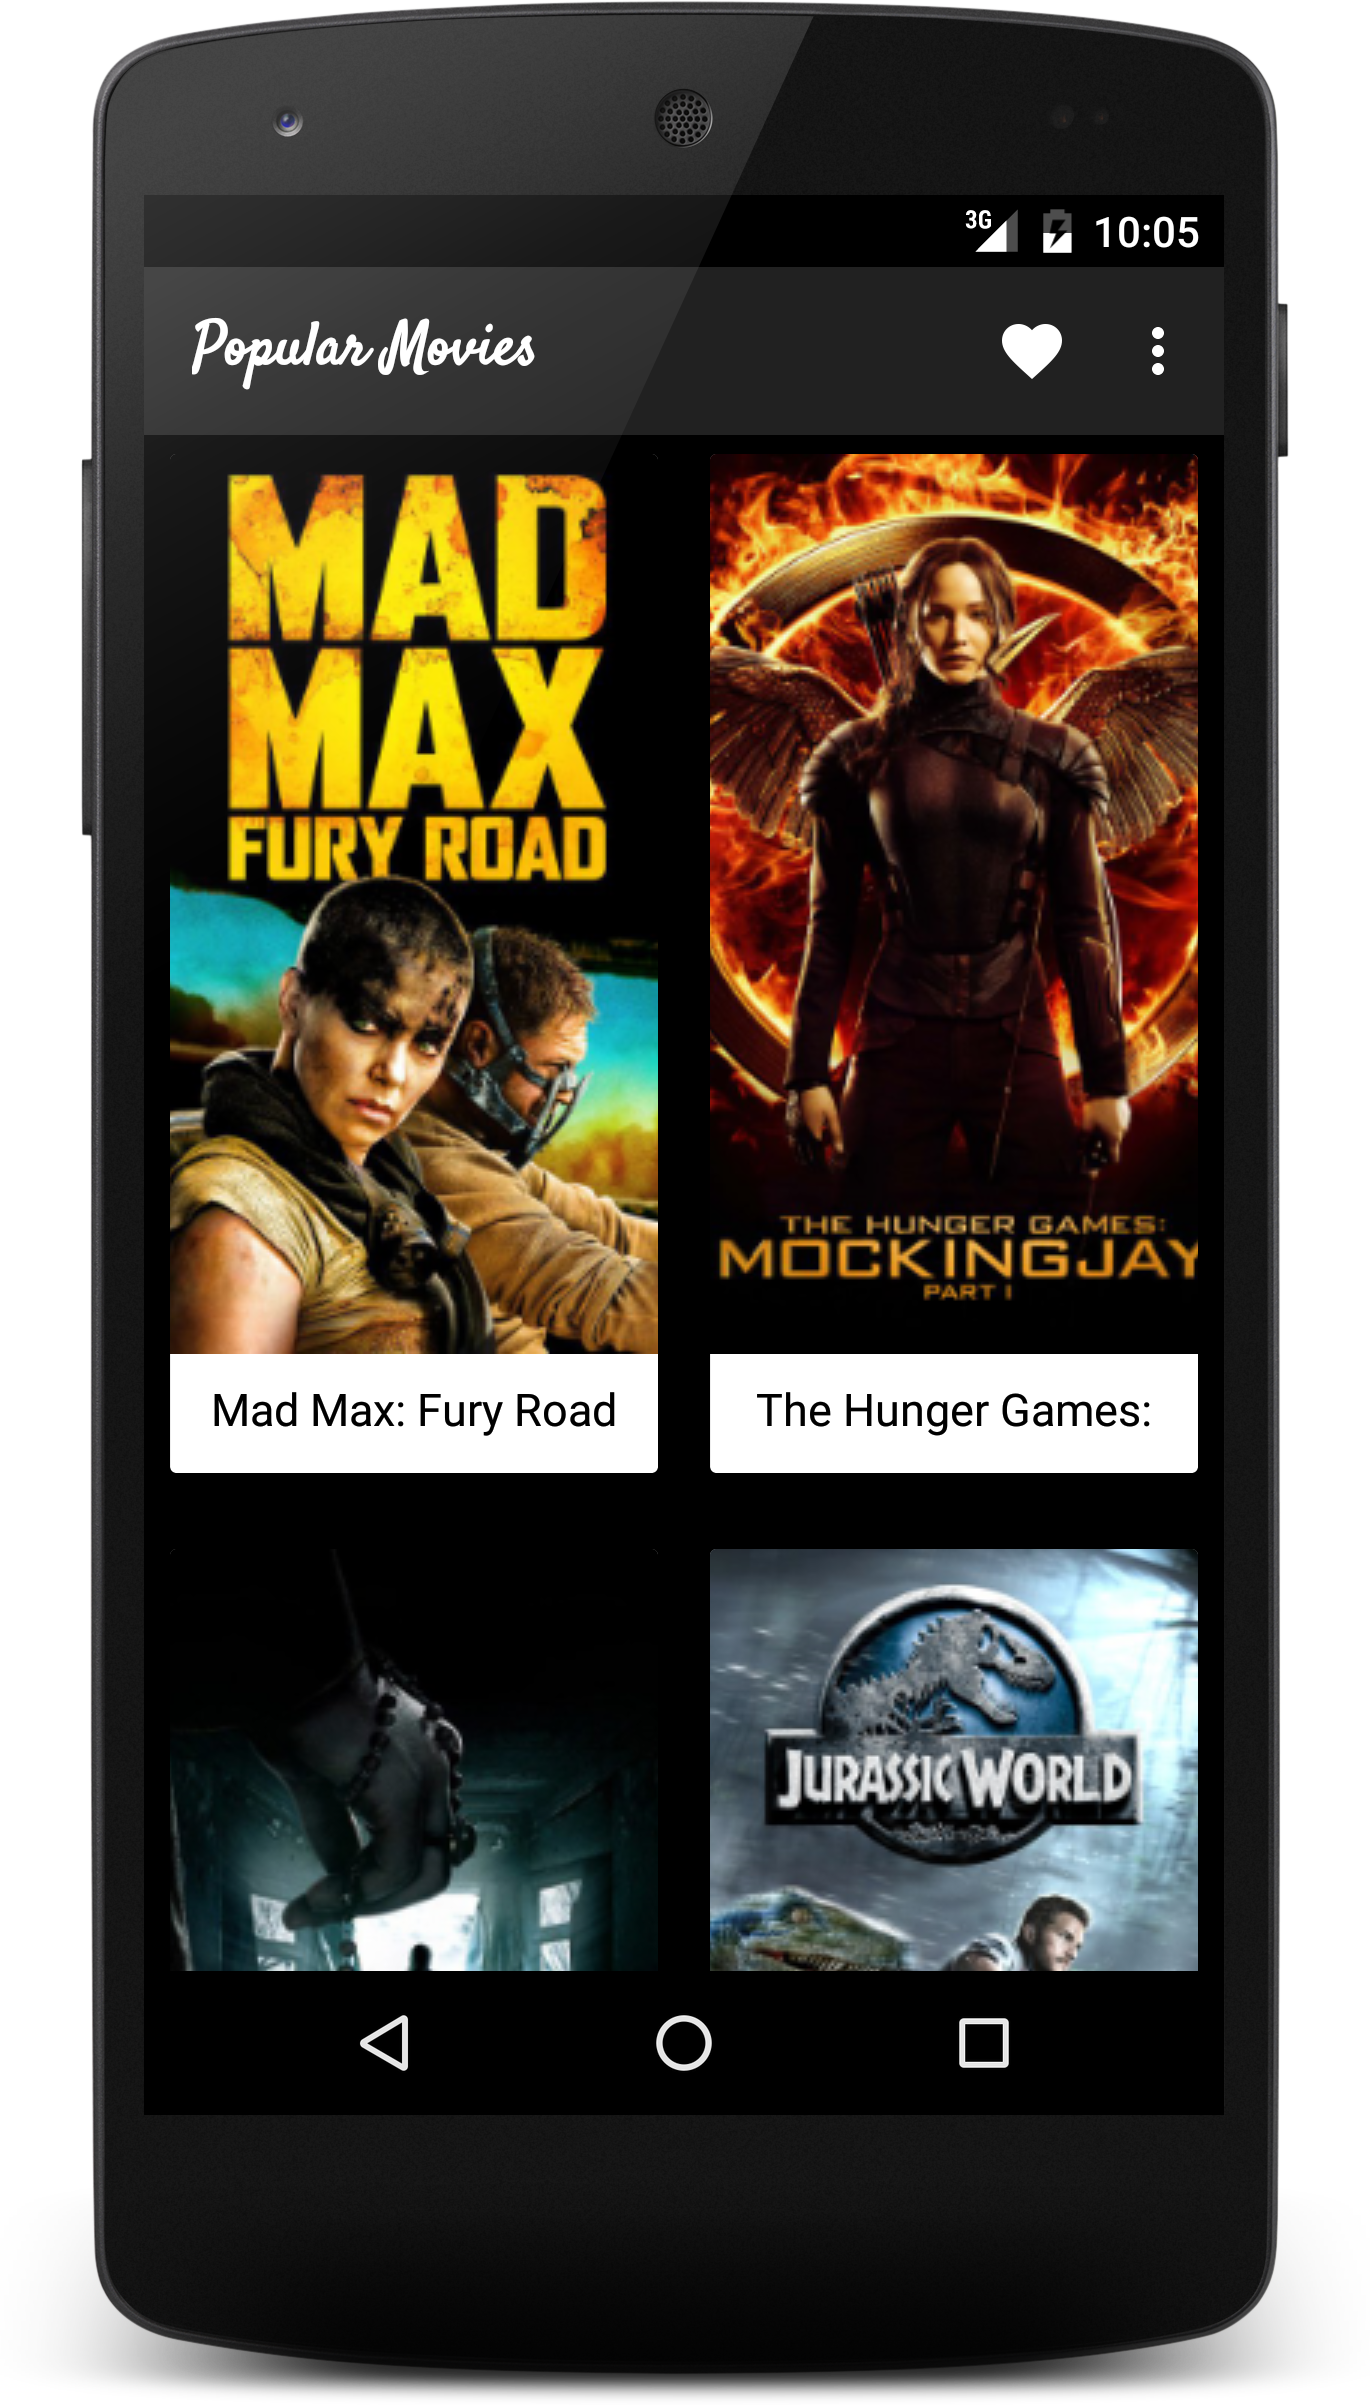 3G 10:05
Popular Movies
MAD
MAX
FURY ROAD
THE HUNGER GAMES:
MOCKINGJAY
PART I
Mad Max: Fury Road
The Hunger Games:
JURASSIC WORLD